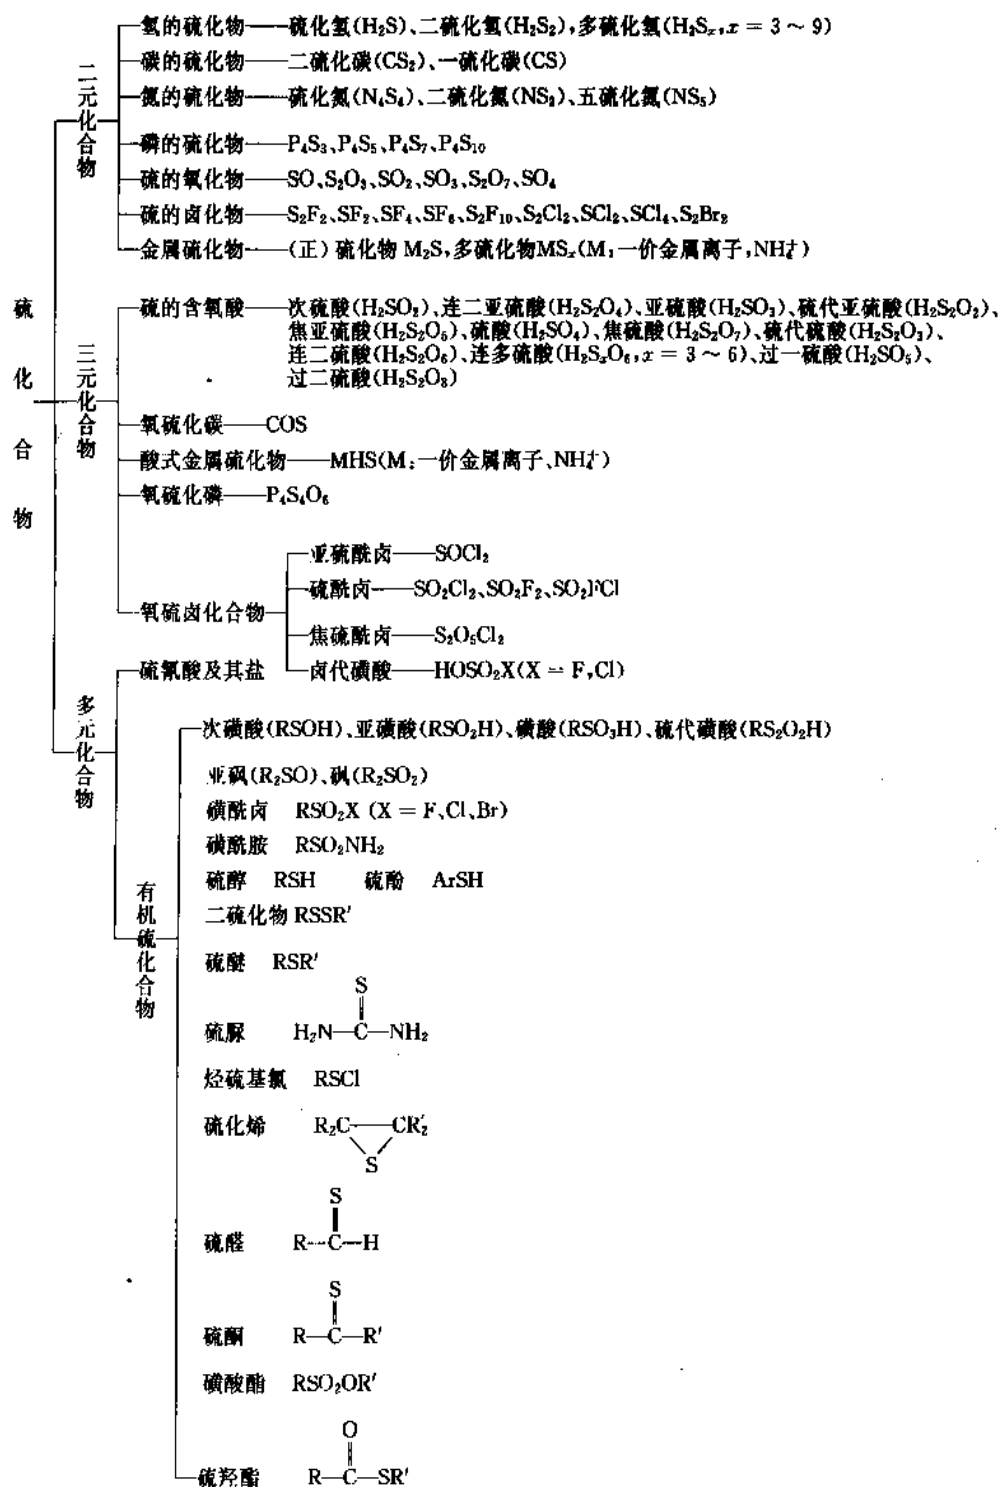 硫化合物
二元化合物
氢的硫化物——硫化氢(H₂S)、二硫化氢(H₂S₂),多硫化氢(H₂Sₓ,x = 3～9)
碳的硫化物——二硫化碳(CS₂)、一硫化碳(CS)
氮的硫化物——硫化氮(N₄S₄)、二硫化氮(NS₂)、五硫化氮(NS₅)
磷的硫化物——P₄S₃、P₄S₅、P₄S₇、P₄S₁₀
硫的氧化物——SO、S₂O₃、SO₂、SO₃、S₂O₇、SO₄
硫的卤化物——S₂F₂、SF₂、SF₄、SF₆、S₂F₁₀、S₂Cl₂、SCl₂、SCl₄、S₂Br₂
金属硫化物——(正)硫化物 M₂S,多硫化物MSₓ(M:一价金属离子,NH₄⁺)
三元化合物
硫的含氧酸——次硫酸(H₂SO₂)、连二亚硫酸(H₂S₂O₄)、亚硫酸(H₂SO₃)、硫代亚硫酸(H₂S₂O₂)、
焦亚硫酸(H₂S₂O₅)、硫酸(H₂SO₄)、焦硫酸(H₂S₂O₇)、硫代硫酸(H₂S₂O₃)、
连二硫酸(H₂S₂O₆)、连多硫酸(H₂SₓO₆,x = 3～6)、过一硫酸(H₂SO₅)、
过二硫酸(H₂S₂O₈)
氧硫化碳——COS
酸式金属硫化物——MHS(M:一价金属离子、NH₄⁺)
氧硫化磷——P₄S₄O₆
氧硫卤化合物
亚硫酰卤——SOCl₂
硫酰卤——SO₂Cl₂、SO₂F₂、SO₂FCl
焦硫酰卤——S₂O₅Cl₂
卤代磺酸——HOSO₂X(X = F,Cl)
多元化合物
硫氰酸及其盐
有机硫化合物
次磺酸(RSOH)、亚磺酸(RSO₂H)、磺酸(RSO₃H)、硫代磺酸(RS₂O₂H)
亚砜(R₂SO)、砜(R₂SO₂)
磺酰卤 RSO₂X (X = F、Cl、Br)
磺酰胺 RSO₂NH₂
硫醇 RSH 硫酚 ArSH
二硫化物 RSSR′
硫醚 RSR′
S
硫脲 H₂N—C—NH₂
烃硫基氯 RSCl
硫化烯 R₂C—CR′₂
S
S
硫醛 R—C—H
S
硫酮 R—C—R′
磺酸酯 RSO₂OR′
O
硫羟酯 R—C—SR′